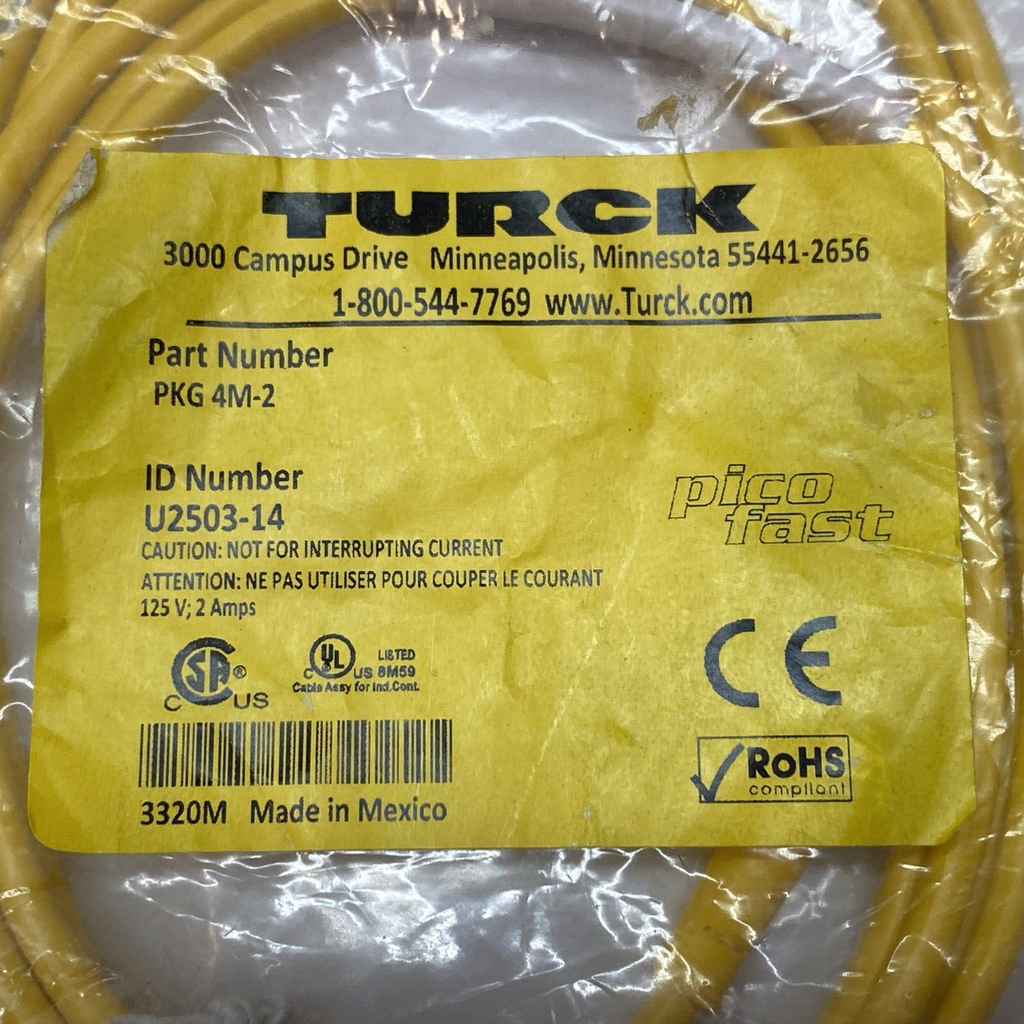 TURCK
3000 Campus Drive Minneapolis, Minnesota 55441-2656
1-800-544-7769 www.Turck.com
Part Number
PKG 4M-2
ID Number
U2503-14
pico
fast
CAUTION: NOT FOR INTERRUPTING CURRENT
ATTENTION: NE PAS UTILISER POUR COUPER LE COURANT
125 V; 2 Amps
CSA®
C US
C UL US LISTED
8M59
Cable Assy for Ind.Cont.
CE
RoHS
compliant
3320M Made in Mexico